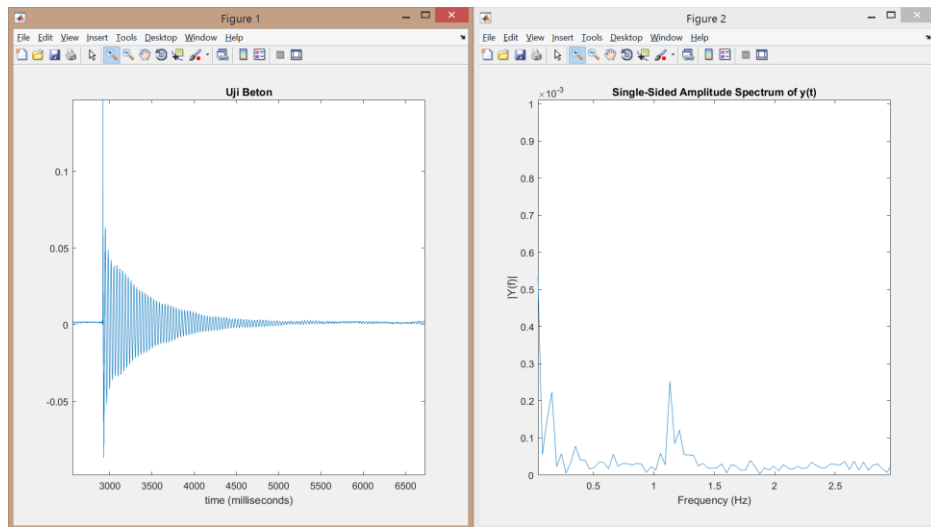 Figure 1
File Edit View Insert Tools Desktop Window Help
Uji Beton
0.1
0.05
0
-0.05
3000 3500 4000 4500 5000 5500 6000 6500
time (milliseconds)
Figure 2
File Edit View Insert Tools Desktop Window Help
×10⁻³
Single-Sided Amplitude Spectrum of y(t)
1
0.9
0.8
0.7
0.6
0.5
0.4
0.3
0.2
0.1
0
|Y(f)|
0.5 1 1.5 2 2.5
Frequency (Hz)